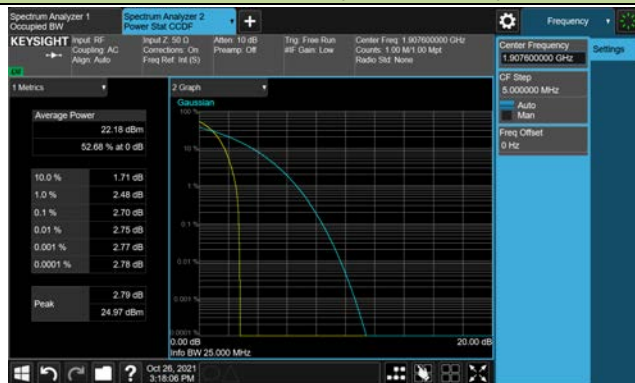 Spectrum Analyzer 1
Occupied BW
Spectrum Analyzer 2
Power Stat CCDF
Frequency
KEYSIGHT
Input: RF
Coupling: AC
Align: Auto
Input Z: 50 Ω
Corrections: On
Freq Ref: Int (S)
Atten: 10 dB
Preamp: Off
Trig: Free Run
#IF Gain: Low
Center Freq: 1.907600000 GHz
Counts: 1.00 M/1.00 Mpt
Radio Std: None
Center Frequency
1.907600000 GHz
Settings
CF Step
5.000000 MHz
Auto
Man
Freq Offset
0 Hz
1 Metrics
Average Power
22.18 dBm
52.68 % at 0 dB
10.0 % 1.71 dB
1.0 % 2.48 dB
0.1 % 2.70 dB
0.01 % 2.75 dB
0.001 % 2.77 dB
0.0001 % 2.78 dB
Peak
2.79 dB
24.97 dBm
2 Graph
Gaussian
100 %
10 %
1 %
0.1 %
0.01 %
0.001 %
0.0001 %
0.00 dB
20.00 dB
Info BW 25.000 MHz
Oct 26, 2021
3:18:06 PM